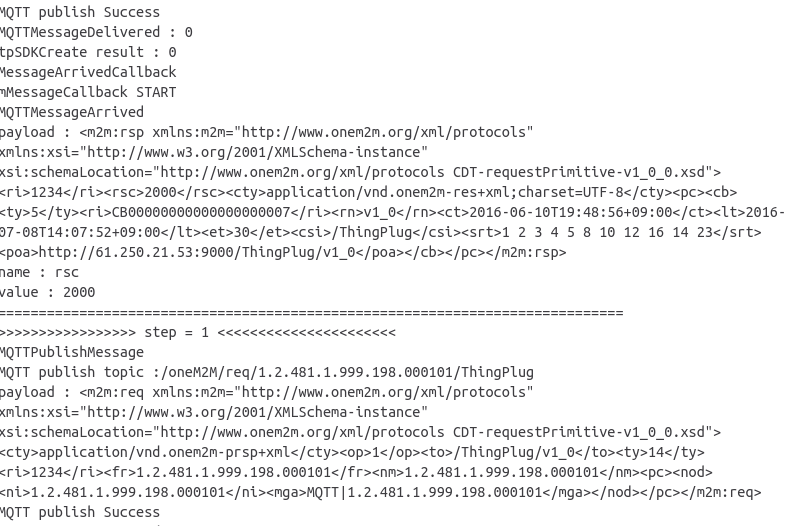 MQTT publish Success
MQTTMessageDelivered : 0
tpSDKCreate result : 0
MessageArrivedCallback
mMessageCallback START
MQTTMessageArrived
payload : <m2m:rsp xmlns:m2m="http://www.onem2m.org/xml/protocols"
xmlns:xsi="http://www.w3.org/2001/XMLSchema-instance"
xsi:schemaLocation="http://www.onem2m.org/xml/protocols CDT-requestPrimitive-v1_0_0.xsd">
<ri>1234</ri><rsc>2000</rsc><cty>application/vnd.onem2m-res+xml;charset=UTF-8</cty><pc><cb>
<ty>5</ty><ri>CB00000000000000000007</ri><rn>v1_0</rn><ct>2016-06-10T19:48:56+09:00</ct><lt>2016-
07-08T14:07:52+09:00</lt><et>30</et><csi>/ThingPlug</csi><srt>1 2 3 4 5 8 10 12 16 14 23</srt>
<poa>http://61.250.21.53:9000/ThingPlug/v1_0</poa></cb></pc></m2m:rsp>
name : rsc
value : 2000
=============================================================================
>>>>>>>>>>>>>>>>> step = 1 <<<<<<<<<<<<<<<<<<<<<<
MQTTPublishMessage
MQTT publish topic :/oneM2M/req/1.2.481.1.999.198.000101/ThingPlug
payload : <m2m:req xmlns:m2m="http://www.onem2m.org/xml/protocols"
xmlns:xsi="http://www.w3.org/2001/XMLSchema-instance"
xsi:schemaLocation="http://www.onem2m.org/xml/protocols CDT-requestPrimitive-v1_0_0.xsd">
<cty>application/vnd.onem2m-prsp+xml</cty><op>1</op><to>/ThingPlug/v1_0</to><ty>14</ty>
<ri>1234</ri><fr>1.2.481.1.999.198.000101</fr><nm>1.2.481.1.999.198.000101</nm><pc><nod>
<ni>1.2.481.1.999.198.000101</ni><mga>MQTT|1.2.481.1.999.198.000101</mga></nod></pc></m2m:req>
MQTT publish Success